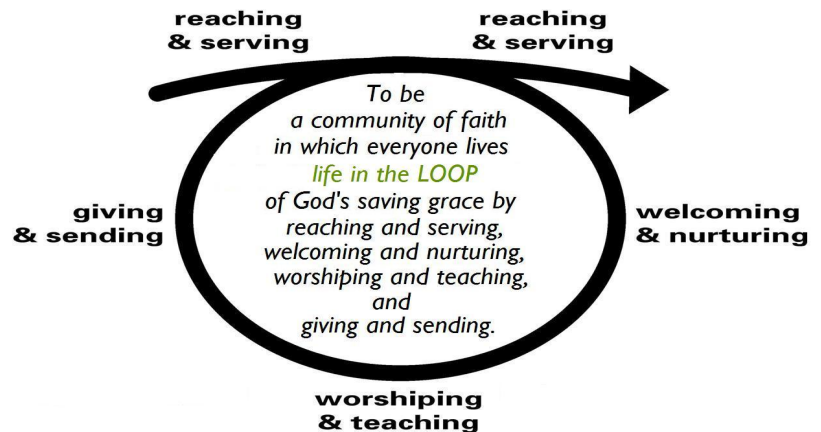 reaching
& serving
reaching
& serving
To be
a community of faith
in which everyone lives
life in the LOOP
of God's saving grace by
reaching and serving,
welcoming and nurturing,
worshiping and teaching,
and
giving and sending.
giving
& sending
welcoming
& nurturing
worshiping
& teaching